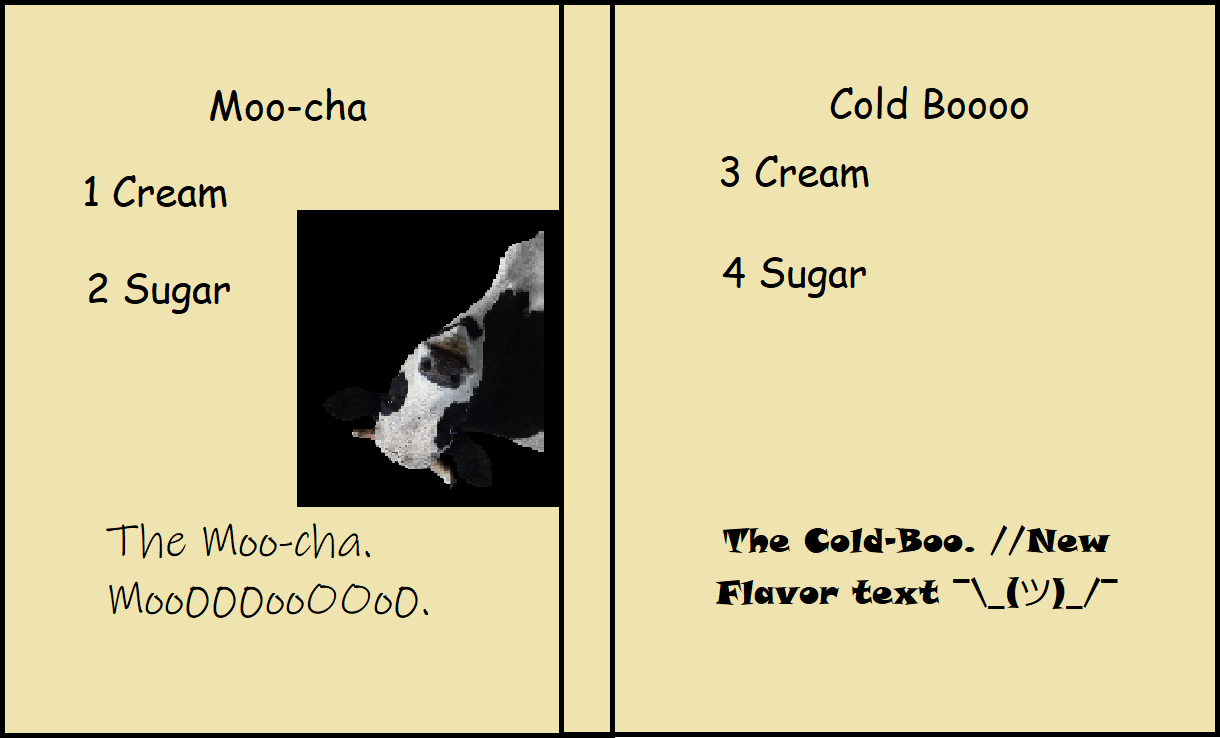 Moo-cha
1 Cream
2 Sugar
The Moo-cha.
MooOOOooOOoO.
Cold Boooo
3 Cream
4 Sugar
The Cold-Boo. //New
Flavor text ¯\_(ツ)_/¯